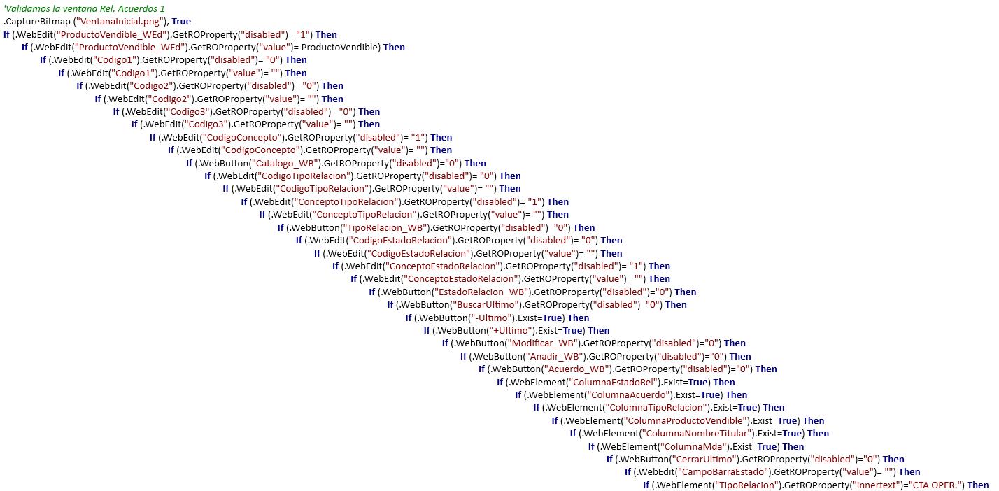 'Validamos la ventana Rel. Acuerdos 1
.CaptureBitmap ("VentanaInicial.png"), True
If (.WebEdit("ProductoVendible_WEd").GetROProperty("disabled")= "1") Then
If (.WebEdit("ProductoVendible_WEd").GetROProperty("value")= ProductoVendible) Then
If (.WebEdit("Codigo1").GetROProperty("disabled")= "0") Then
If (.WebEdit("Codigo1").GetROProperty("value")= "") Then
If (.WebEdit("Codigo2").GetROProperty("disabled")= "0") Then
If (.WebEdit("Codigo2").GetROProperty("value")= "") Then
If (.WebEdit("Codigo3").GetROProperty("disabled")= "0") Then
If (.WebEdit("Codigo3").GetROProperty("value")= "") Then
If (.WebEdit("CodigoConcepto").GetROProperty("disabled")= "1") Then
If (.WebEdit("CodigoConcepto").GetROProperty("value")= "") Then
If (.WebButton("Catalogo_WB").GetROProperty("disabled")="0") Then
If (.WebEdit("CodigoTipoRelacion").GetROProperty("disabled")= "0") Then
If (.WebEdit("CodigoTipoRelacion").GetROProperty("value")= "") Then
If (.WebEdit("ConceptoTipoRelacion").GetROProperty("disabled")= "1") Then
If (.WebEdit("ConceptoTipoRelacion").GetROProperty("value")= "") Then
If (.WebButton("TipoRelacion_WB").GetROProperty("disabled")="0") Then
If (.WebEdit("CodigoEstadoRelacion").GetROProperty("disabled")= "0") Then
If (.WebEdit("CodigoEstadoRelacion").GetROProperty("value")= "") Then
If (.WebEdit("ConceptoEstadoRelacion").GetROProperty("disabled")= "1") Then
If (.WebEdit("ConceptoEstadoRelacion").GetROProperty("value")= "") Then
If (.WebButton("EstadoRelacion_WB").GetROProperty("disabled")="0") Then
If (.WebButton("BuscarUltimo").GetROProperty("disabled")="0") Then
If (.WebButton("-Ultimo").Exist=True) Then
If (.WebButton("+Ultimo").Exist=True) Then
If (.WebButton("Modificar_WB").GetROProperty("disabled")="0") Then
If (.WebButton("Anadir_WB").GetROProperty("disabled")="0") Then
If (.WebButton("Acuerdo_WB").GetROProperty("disabled")="0") Then
If (.WebElement("ColumnaEstadoRel").Exist=True) Then
If (.WebElement("ColumnaAcuerdo").Exist=True) Then
If (.WebElement("ColumnaTipoRelacion").Exist=True) Then
If (.WebElement("ColumnaProductoVendible").Exist=True) Then
If (.WebElement("ColumnaNombreTitular").Exist=True) Then
If (.WebElement("ColumnaMda").Exist=True) Then
If (.WebButton("CerrarUltimo").GetROProperty("disabled")="0") Then
If (.WebEdit("CampoBarraEstado").GetROProperty("value")= "") Then
If (.WebElement("TipoRelacion").GetROProperty("innertext")="CTA OPER.") Then